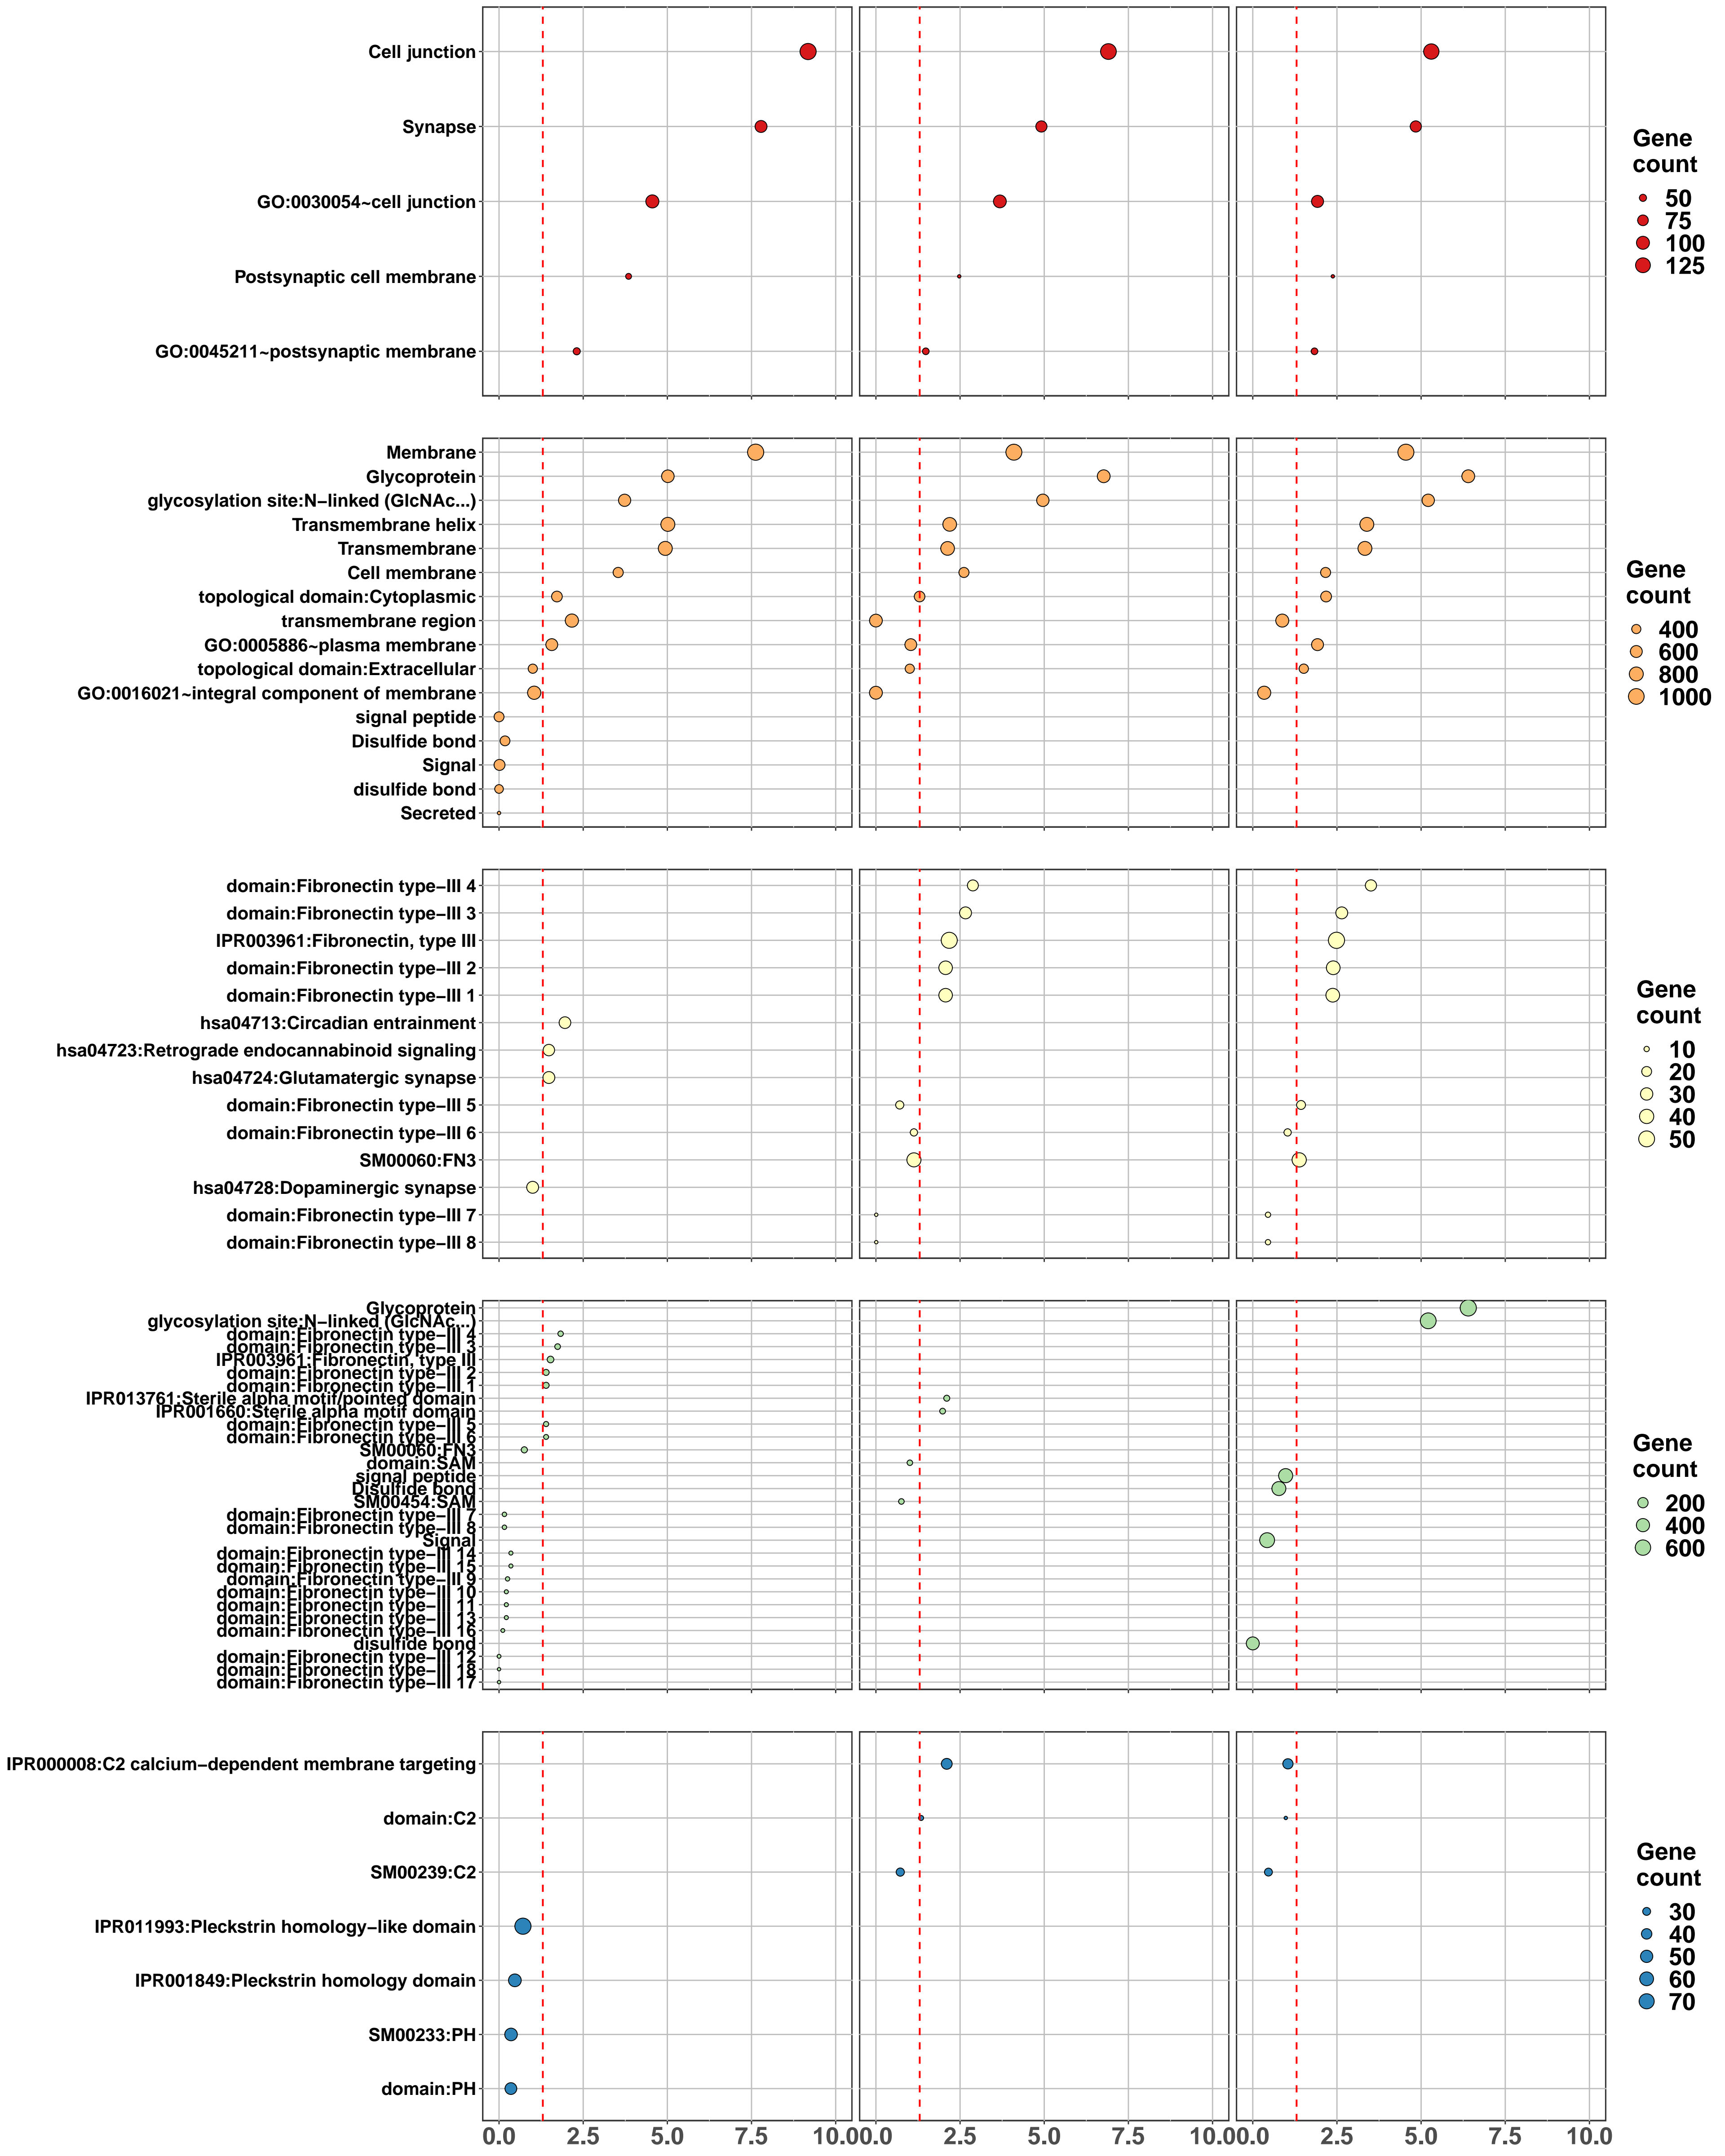 Cell junction
Synapse
GO:0030054~cell junction
Postsynaptic cell membrane
GO:0045211~postsynaptic membrane
Gene
count
50
75
100
125
Membrane
Glycoprotein
glycosylation site:N−linked (GlcNAc...)
Transmembrane helix
Transmembrane
Cell membrane
topological domain:Cytoplasmic
transmembrane region
GO:0005886~plasma membrane
topological domain:Extracellular
GO:0016021~integral component of membrane
signal peptide
Disulfide bond
Signal
disulfide bond
Secreted
Gene
count
400
600
800
1000
domain:Fibronectin type−III 4
domain:Fibronectin type−III 3
IPR003961:Fibronectin, type III
domain:Fibronectin type−III 2
domain:Fibronectin type−III 1
hsa04713:Circadian entrainment
hsa04723:Retrograde endocannabinoid signaling
hsa04724:Glutamatergic synapse
domain:Fibronectin type−III 5
domain:Fibronectin type−III 6
SM00060:FN3
hsa04728:Dopaminergic synapse
domain:Fibronectin type−III 7
domain:Fibronectin type−III 8
Gene
count
10
20
30
40
50
Glycoprotein
glycosylation site:N−linked (GlcNAc...)
domain:Fibronectin type−III 4
domain:Fibronectin type−III 3
IPR003961:Fibronectin, type III
domain:Fibronectin type−III 2
domain:Fibronectin type−III 1
IPR013761:Sterile alpha motif/pointed domain
IPR001660:Sterile alpha motif domain
domain:Fibronectin type−III 5
domain:Fibronectin type−III 6
SM00060:FN3
domain:SAM
signal peptide
Disulfide bond
SM00454:SAM
domain:Fibronectin type−III 7
domain:Fibronectin type−III 8
Signal
domain:Fibronectin type−III 14
domain:Fibronectin type−III 15
domain:Fibronectin type−III 9
domain:Fibronectin type−III 10
domain:Fibronectin type−III 11
domain:Fibronectin type−III 13
domain:Fibronectin type−III 16
disulfide bond
domain:Fibronectin type−III 12
domain:Fibronectin type−III 18
domain:Fibronectin type−III 17
Gene
count
200
400
600
IPR000008:C2 calcium−dependent membrane targeting
domain:C2
SM00239:C2
IPR011993:Pleckstrin homology−like domain
IPR001849:Pleckstrin homology domain
SM00233:PH
domain:PH
Gene
count
30
40
50
60
70
0.0 2.5 5.0 7.5 10.0 0.0 2.5 5.0 7.5 10.0 0.0 2.5 5.0 7.5 10.0